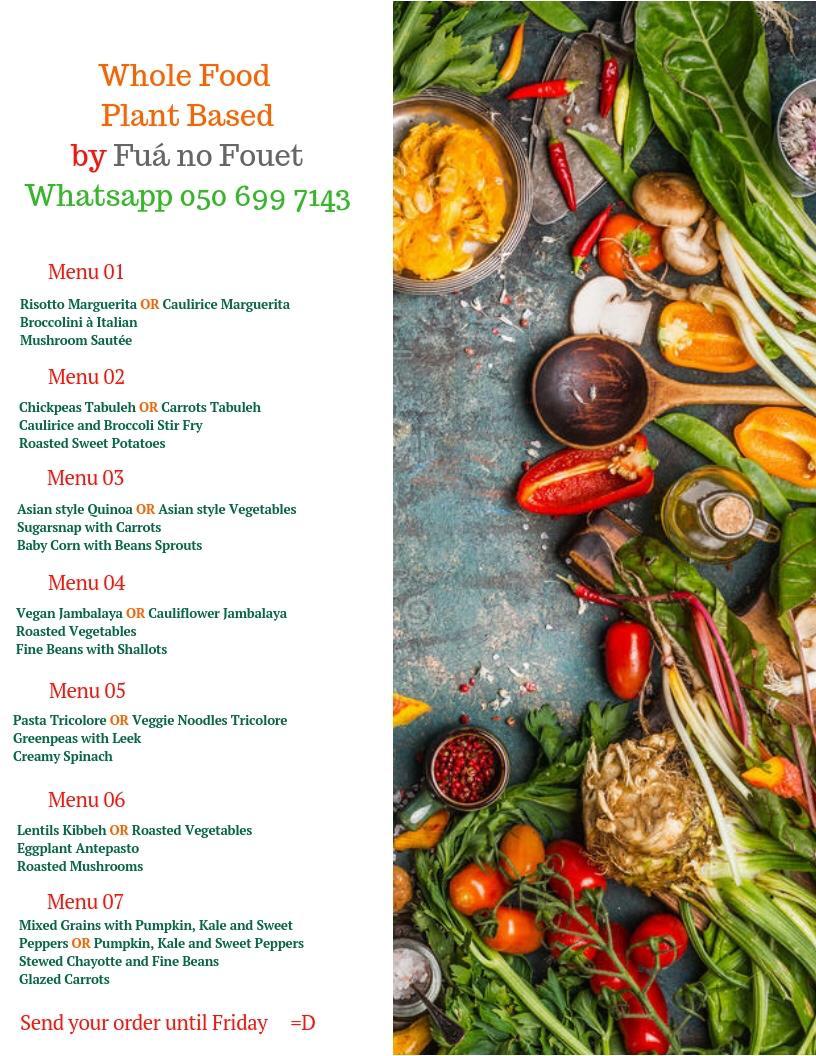 Whole Food
Plant Based
by Fuá no Fouet
Whatsapp 050 699 7143
Menu 01
Risotto Marguerita OR Caulirice Marguerita
Broccolini à Italian
Mushroom Sautée
Menu 02
Chickpeas Tabuleh OR Carrots Tabuleh
Caulirice and Broccoli Stir Fry
Roasted Sweet Potatoes
Menu 03
Asian style Quinoa OR Asian style Vegetables
Sugarsnap with Carrots
Baby Corn with Beans Sprouts
Menu 04
Vegan Jambalaya OR Cauliflower Jambalaya
Roasted Vegetables
Fine Beans with Shallots
Menu 05
Pasta Tricolore OR Veggie Noodles Tricolore
Greenpeas with Leek
Creamy Spinach
Menu 06
Lentils Kibbeh OR Roasted Vegetables
Eggplant Antepasto
Roasted Mushrooms
Menu 07
Mixed Grains with Pumpkin, Kale and Sweet
Peppers OR Pumpkin, Kale and Sweet Peppers
Stewed Chayotte and Fine Beans
Glazed Carrots
Send your order until Friday =D